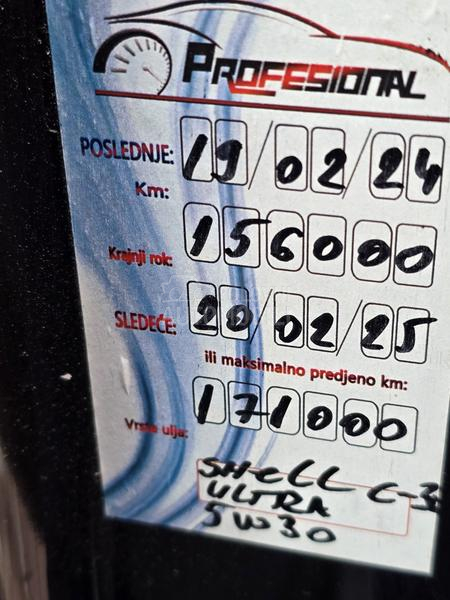 PROFESIONAL
POSLEDNJE: 19/02/24
Km: 156000
Krajnji rok:
SLEDEĆE: 20/02/25
ili maksimalno predjeno km:
171000
Vrsta ulja: SHELL C-3
ULTRA
5W30